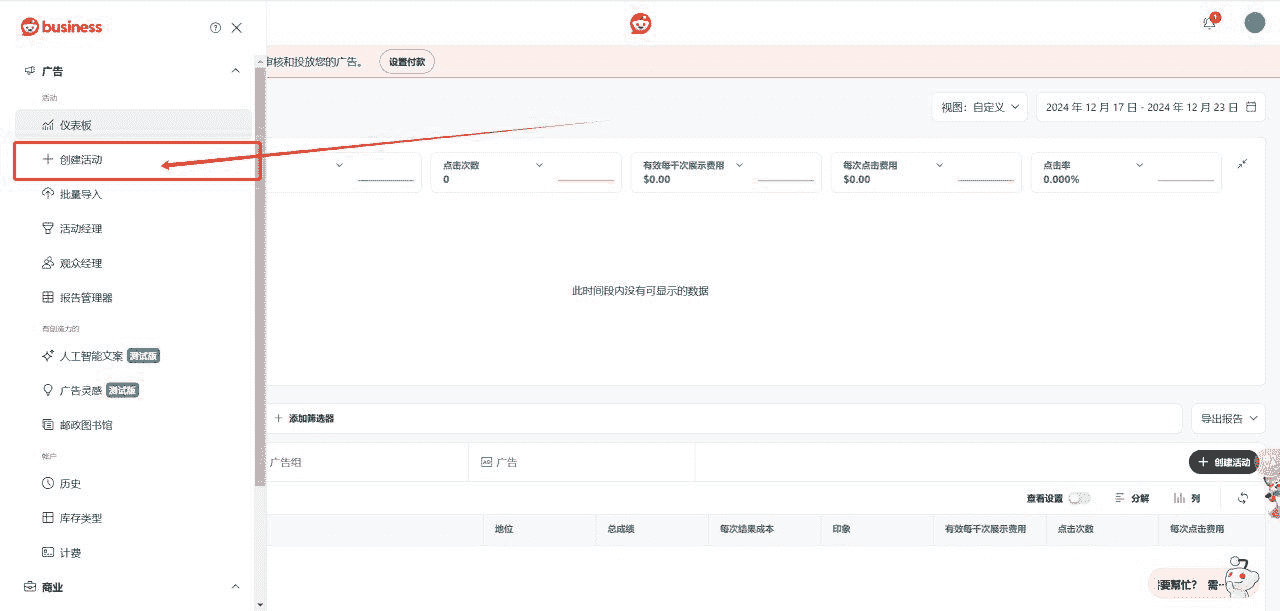 business
1
广告
审核和投放您的广告。
设置付款
活动
仪表板
视图：自定义
2024 年 12 月 17 日 - 2024 年 12 月 23 日
创建活动
批量导入
活动经理
观众经理
报告管理器
点击次数
0
有效每千次展示费用
$0.00
每次点击费用
$0.00
点击率
0.000%
此时间段内没有可显示的数据
有创造力的
人工智能文案 测试版
广告灵感 测试版
邮政图书馆
添加筛选器
导出报告
帐户
历史
库存类型
计费
商业
广告组
AD 广告
创建活动
查看设置
分解
列
地位
总成绩
每次结果成本
印象
有效每千次展示费用
点击次数
每次点击费用
要幫忙？ 需